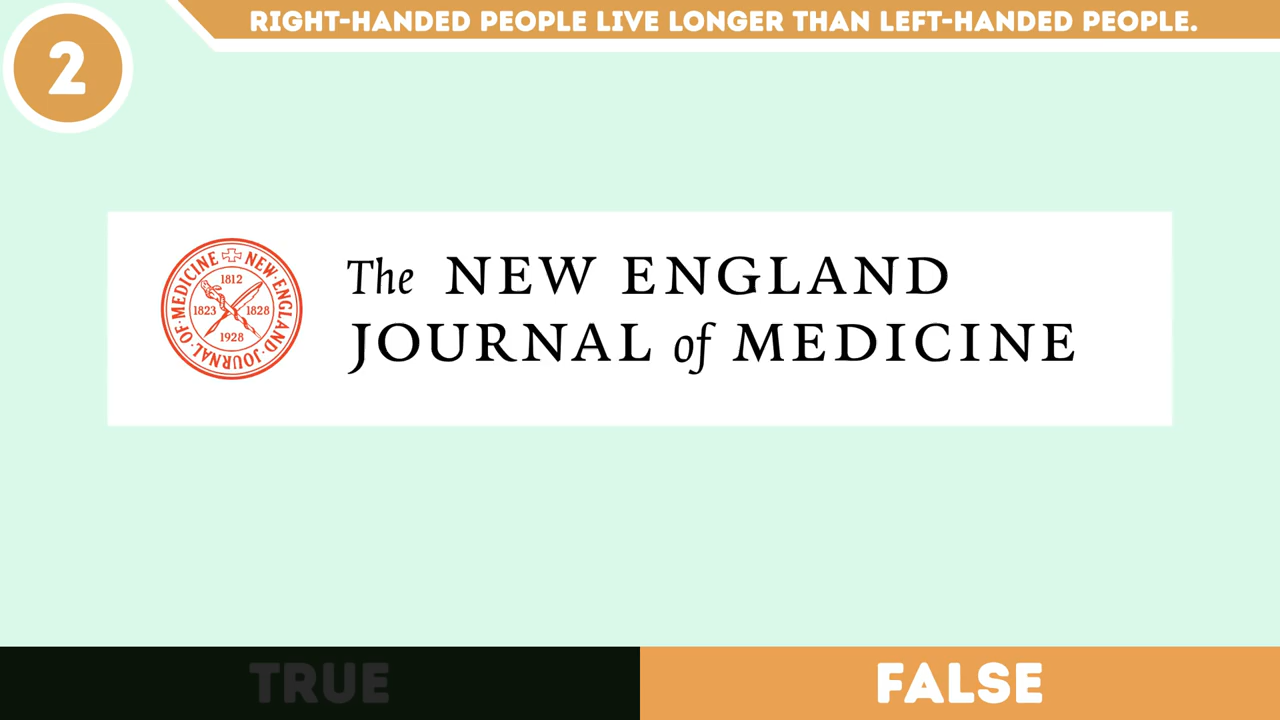 RIGHT-HANDED PEOPLE LIVE LONGER THAN LEFT-HANDED PEOPLE.
2
JOURNAL·OF·MEDICINE NEW·ENGLAND
1812
1823 1828
1928
The NEW ENGLAND
JOURNAL of MEDICINE
TRUE FALSE